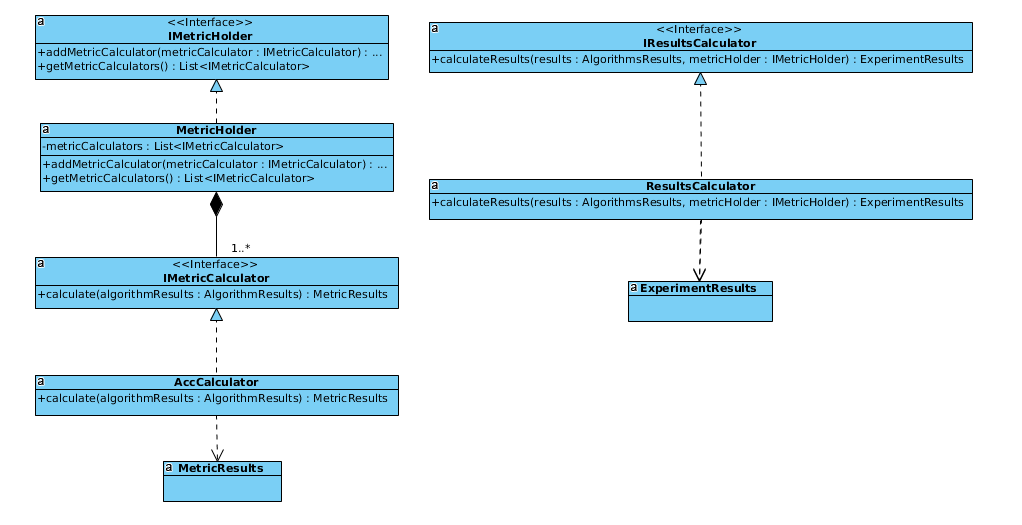 a
<<Interface>>
IMetricHolder
+addMetricCalculator(metricCalculator : IMetricCalculator) : ...
+getMetricCalculators() : List<IMetricCalculator>
a
MetricHolder
-metricCalculators : List<IMetricCalculator>
+addMetricCalculator(metricCalculator : IMetricCalculator) : ...
+getMetricCalculators() : List<IMetricCalculator>
1..*
a
<<Interface>>
IMetricCalculator
+calculate(algorithmResults : AlgorithmResults) : MetricResults
a
AccCalculator
+calculate(algorithmResults : AlgorithmResults) : MetricResults
a
MetricResults
a
<<Interface>>
IResultsCalculator
+calculateResults(results : AlgorithmsResults, metricHolder : IMetricHolder) : ExperimentResults
a
ResultsCalculator
+calculateResults(results : AlgorithmsResults, metricHolder : IMetricHolder) : ExperimentResults
a
ExperimentResults